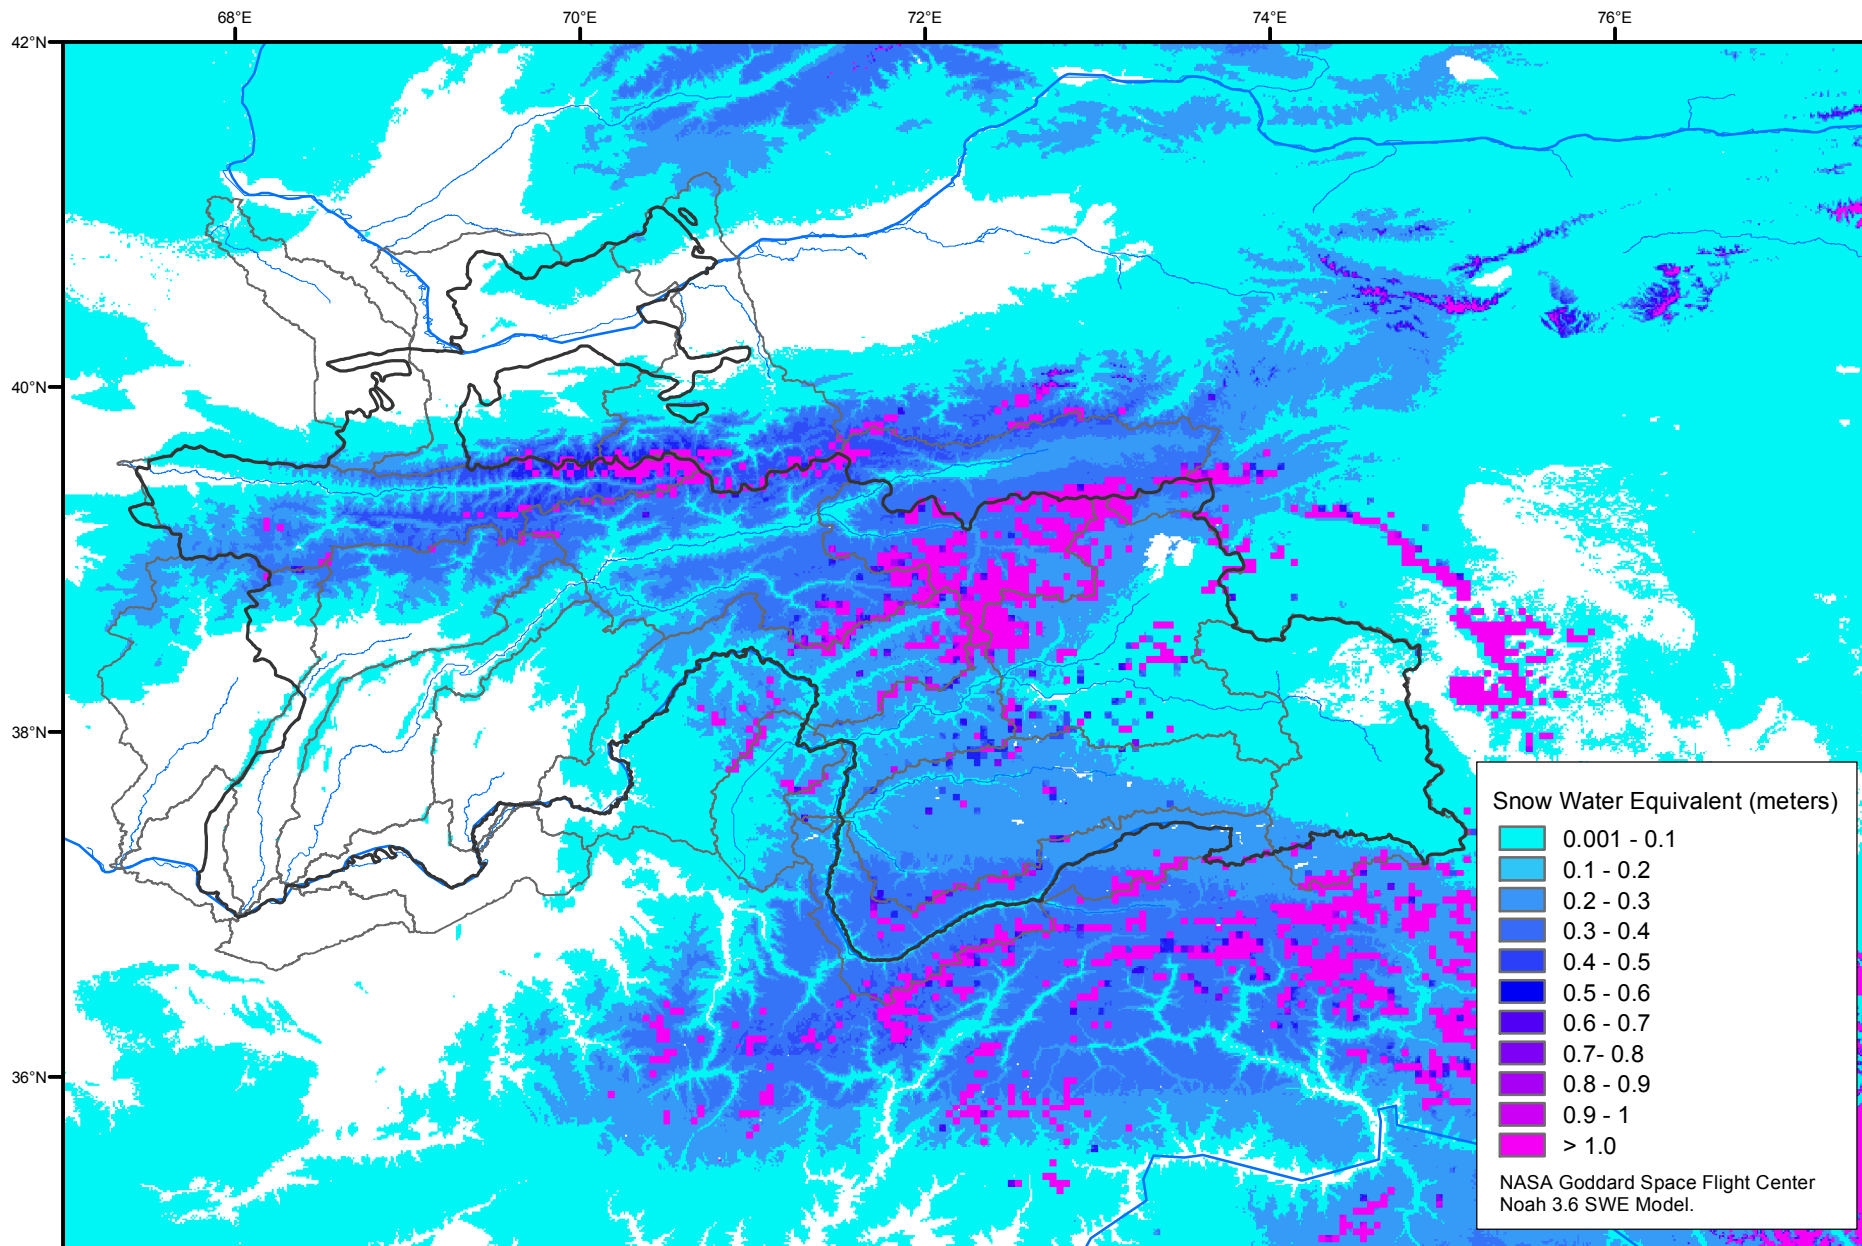 68°E
70°E
72°E
74°E
76°E
42°N
40°N
38°N
36°N
Snow Water Equivalent (meters)
0.001 - 0.1
0.1 - 0.2
0.2 - 0.3
0.3 - 0.4
0.4 - 0.5
0.5 - 0.6
0.6 - 0.7
0.7- 0.8
0.8 - 0.9
0.9 - 1
> 1.0
NASA Goddard Space Flight Center
Noah 3.6 SWE Model.